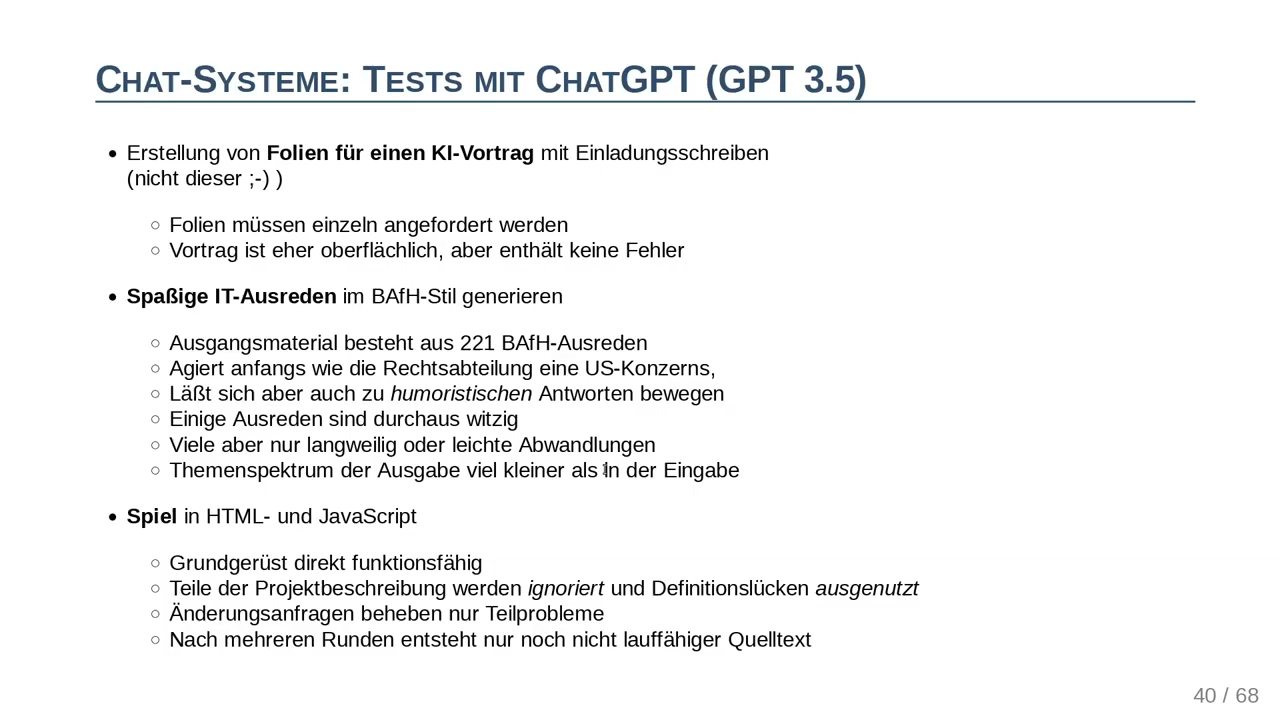 Chat-Systeme: Tests mit ChatGPT (GPT 3.5)
• Erstellung von Folien für einen KI-Vortrag mit Einladungsschreiben
(nicht dieser ;-) )
○ Folien müssen einzeln angefordert werden
○ Vortrag ist eher oberflächlich, aber enthält keine Fehler
• Spaßige IT-Ausreden im BAfH-Stil generieren
○ Ausgangsmaterial besteht aus 221 BAfH-Ausreden
○ Agiert anfangs wie die Rechtsabteilung eine US-Konzerns,
○ Läßt sich aber auch zu humoristischen Antworten bewegen
○ Einige Ausreden sind durchaus witzig
○ Viele aber nur langweilig oder leichte Abwandlungen
○ Themenspektrum der Ausgabe viel kleiner als in der Eingabe
• Spiel in HTML- und JavaScript
○ Grundgerüst direkt funktionsfähig
○ Teile der Projektbeschreibung werden ignoriert und Definitionslücken ausgenutzt
○ Änderungsanfragen beheben nur Teilprobleme
○ Nach mehreren Runden entsteht nur noch nicht lauffähiger Quelltext
40 / 68